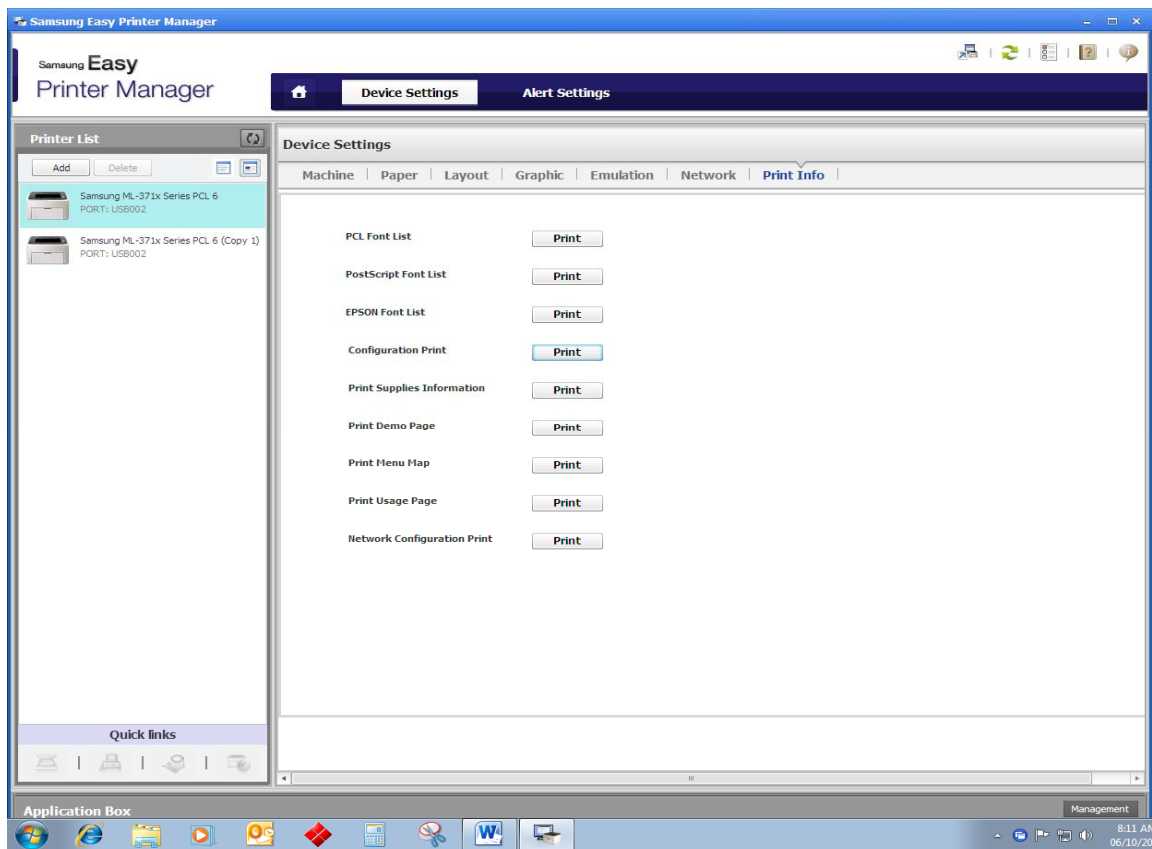 Samsung Easy Printer Manager
Samsung Easy
Printer Manager
Device Settings
Alert Settings
Printer List
Add
Delete
Samsung ML-371x Series PCL 6
PORT: USB002
Samsung ML-371x Series PCL 6 (Copy 1)
PORT: USB002
Quick links
Device Settings
Machine | Paper | Layout | Graphic | Emulation | Network | Print Info |
PCL Font List Print
PostScript Font List Print
EPSON Font List Print
Configuration Print Print
Print Supplies Information Print
Print Demo Page Print
Print Menu Map Print
Print Usage Page Print
Network Configuration Print Print
Application Box
Management
8:11 AM
06/10/20